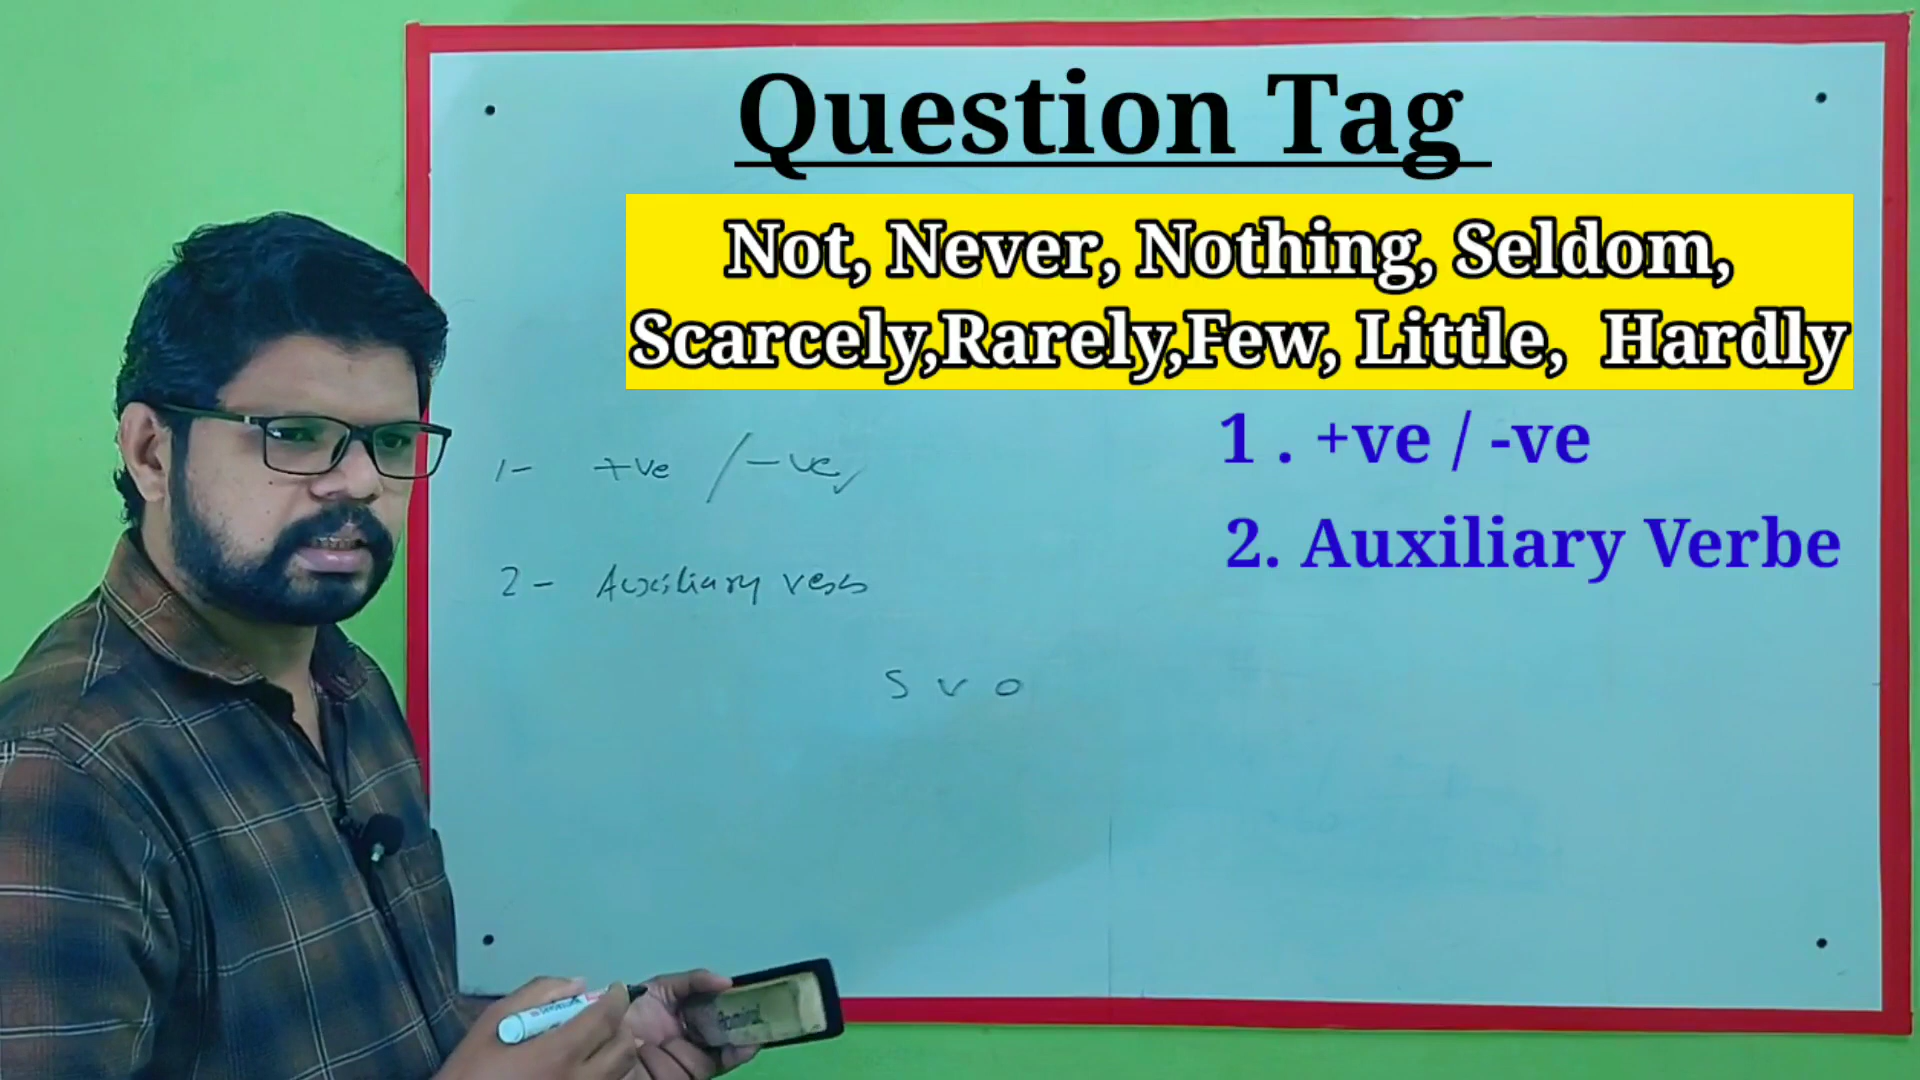 Question Tag
Not, Never, Nothing, Seldom,
Scarcely,Rarely,Few, Little, Hardly
1 . +ve / -ve
2. Auxiliary Verbe
1- +ve / -ve
2- Auxiliary verb
S V O